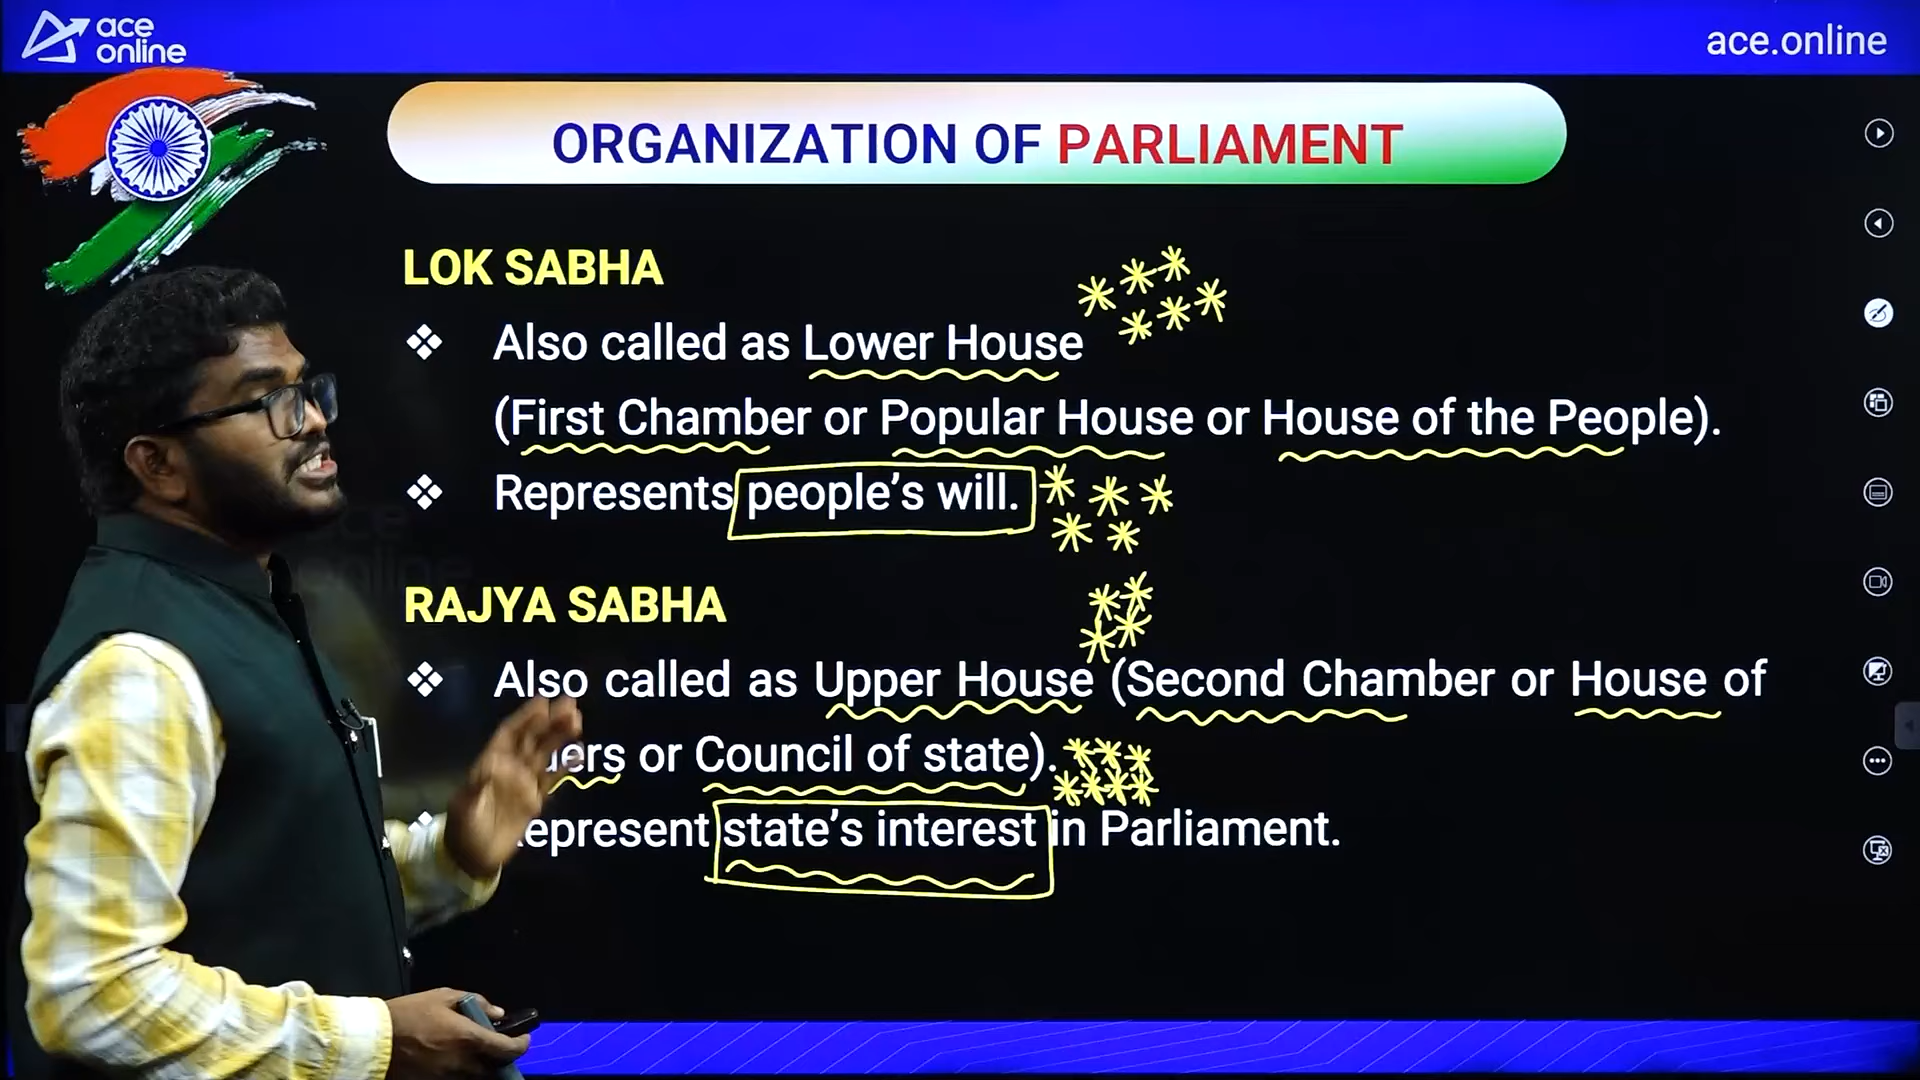 ace
online
ace.online
ORGANIZATION OF PARLIAMENT
LOK SABHA
Also called as Lower House
(First Chamber or Popular House or House of the People).
Represents people's will.
RAJYA SABHA
Also called as Upper House (Second Chamber or House of
or Council of state).
state's interest in Parliament.
ace
online